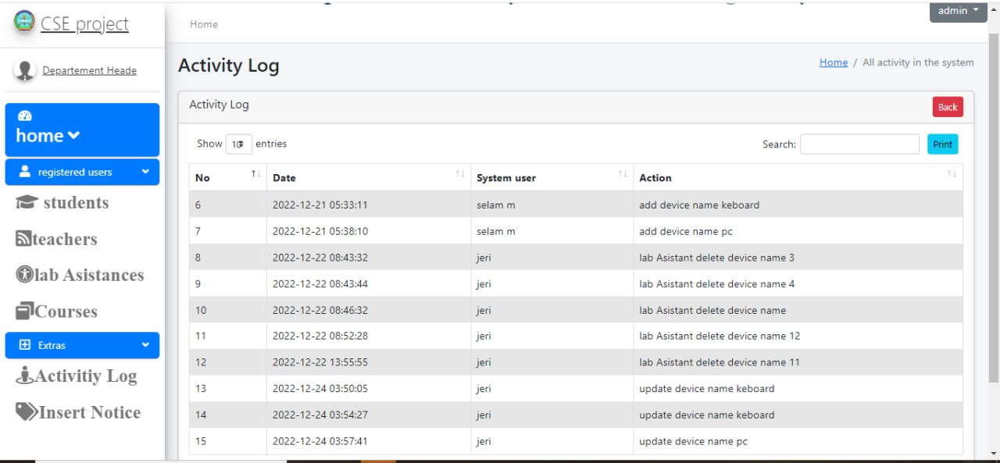 CSE project
admin
Home
Departement Heade
Activity Log
Home / All activity in the system
home
registered users
students
teachers
lab Asistances
Courses
Extras
Activitiy Log
Insert Notice
Activity Log
Back
Show 10 entries
Search:
Print
No Date System user Action
6 2022-12-21 05:33:11 selam m add device name keboard
7 2022-12-21 05:38:10 selam m add device name pc
8 2022-12-22 08:43:32 jeri lab Asistant delete device name 3
9 2022-12-22 08:43:44 jeri lab Asistant delete device name 4
10 2022-12-22 08:46:32 jeri lab Asistant delete device name
11 2022-12-22 08:52:28 jeri lab Asistant delete device name 12
12 2022-12-22 13:55:55 jeri lab Asistant delete device name 11
13 2022-12-24 03:50:05 jeri update device name keboard
14 2022-12-24 03:54:27 jeri update device name keboard
15 2022-12-24 03:57:41 jeri update device name pc